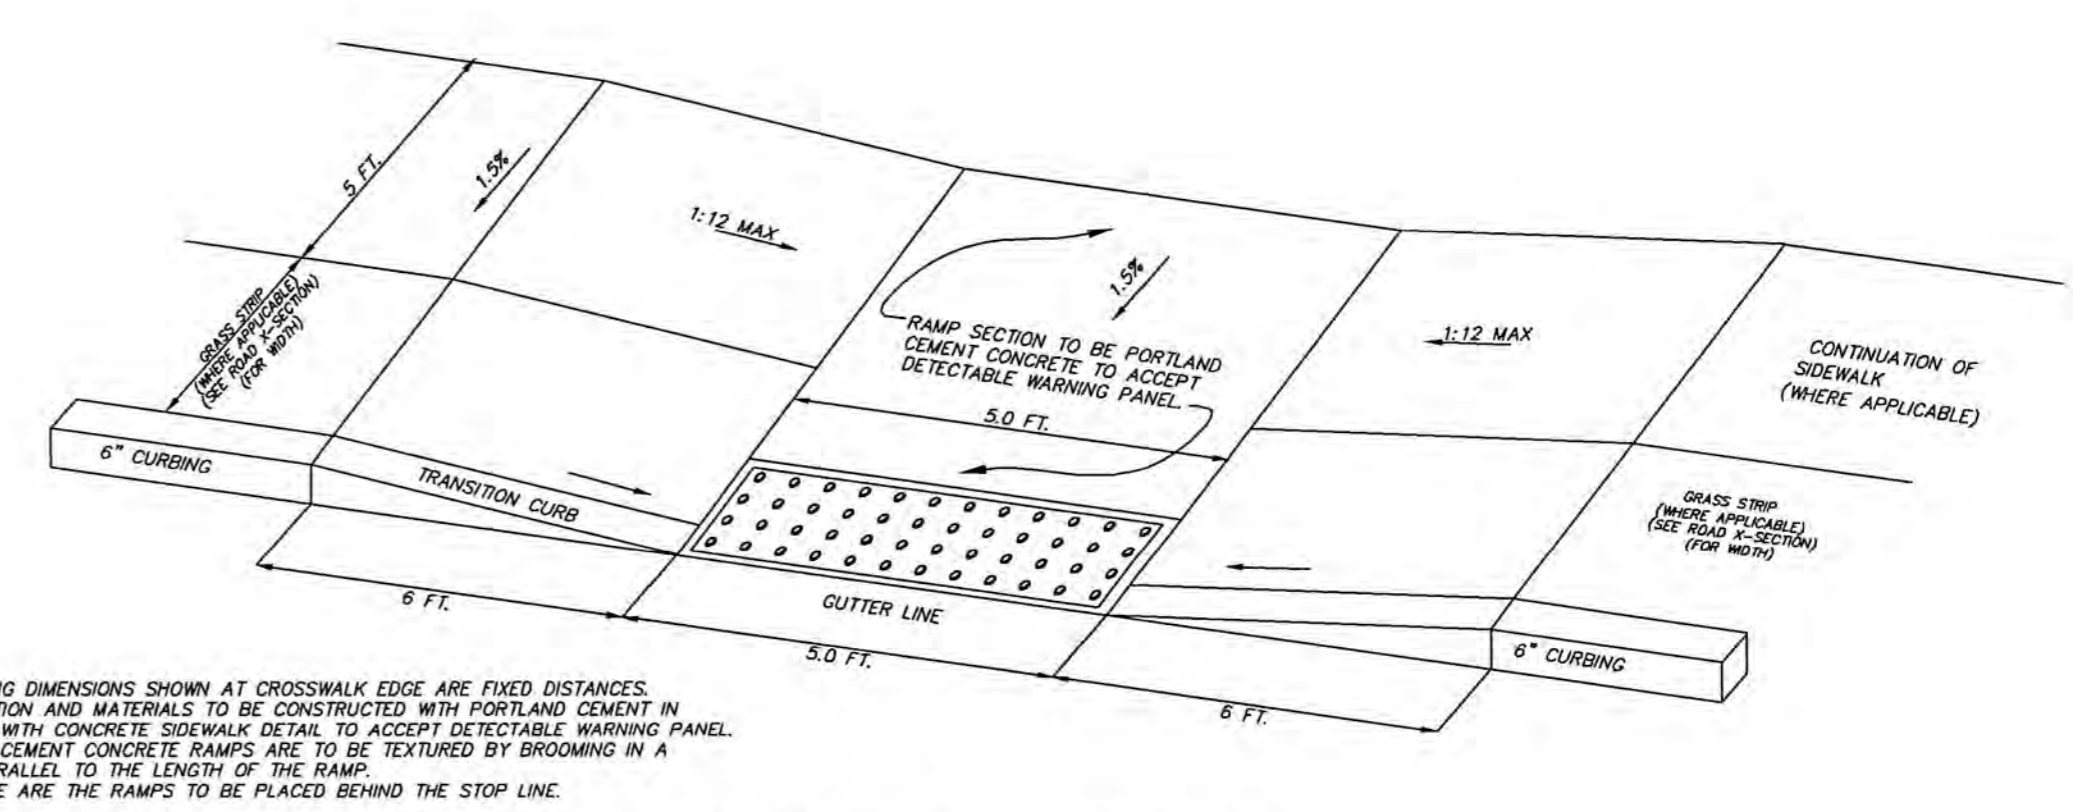 5 FT.
1.5%
1:12 MAX
1.5%
GRASS STRIP
(WHERE APPLICABLE)
(SEE ROAD X-SECTION)
(FOR WIDTH)
RAMP SECTION TO BE PORTLAND
CEMENT CONCRETE TO ACCEPT
DETECTABLE WARNING PANEL.
1:12 MAX
CONTINUATION OF
SIDEWALK
(WHERE APPLICABLE)
5.0 FT.
6" CURBING
TRANSITION CURB
GRASS STRIP
(WHERE APPLICABLE)
(SEE ROAD X-SECTION)
(FOR WIDTH)
6 FT.
GUTTER LINE
5.0 FT.
6" CURBING
6 FT.
DIMENSIONS SHOWN AT CROSSWALK EDGE ARE FIXED DISTANCES.
AND MATERIALS TO BE CONSTRUCTED WITH PORTLAND CEMENT IN
WITH CONCRETE SIDEWALK DETAIL TO ACCEPT DETECTABLE WARNING PANEL.
CEMENT CONCRETE RAMPS ARE TO BE TEXTURED BY BROOMING IN A
TO THE LENGTH OF THE RAMP.
ARE THE RAMPS TO BE PLACED BEHIND THE STOP LINE.